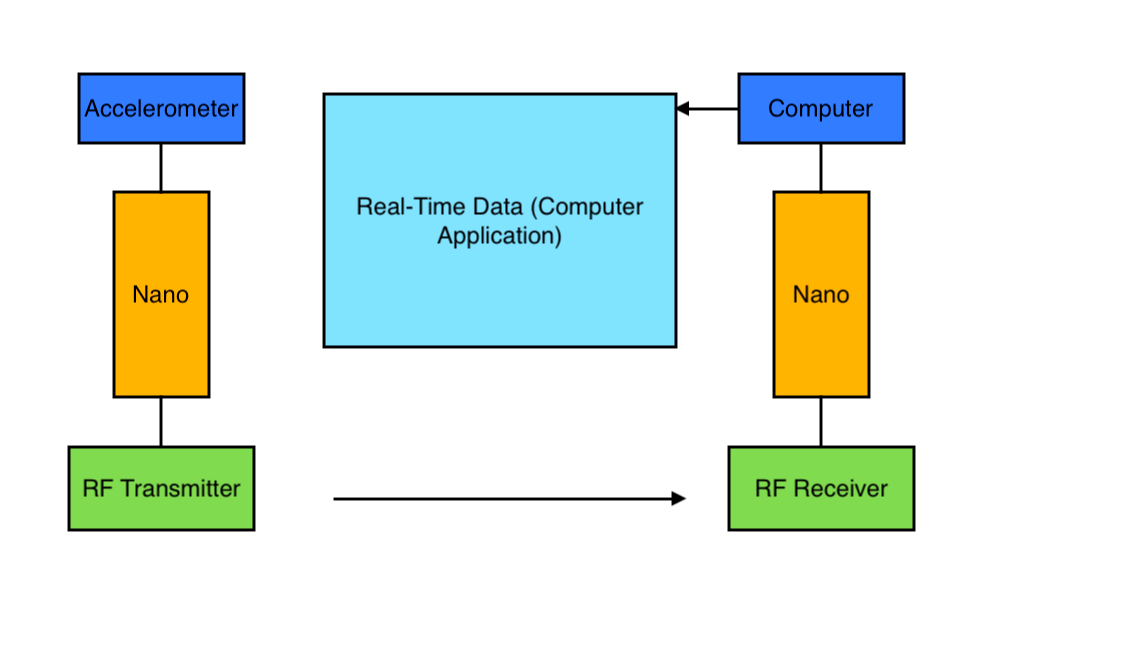 Accelerometer
Computer
Real-Time Data (Computer
Application)
Nano
Nano
RF Transmitter
RF Receiver